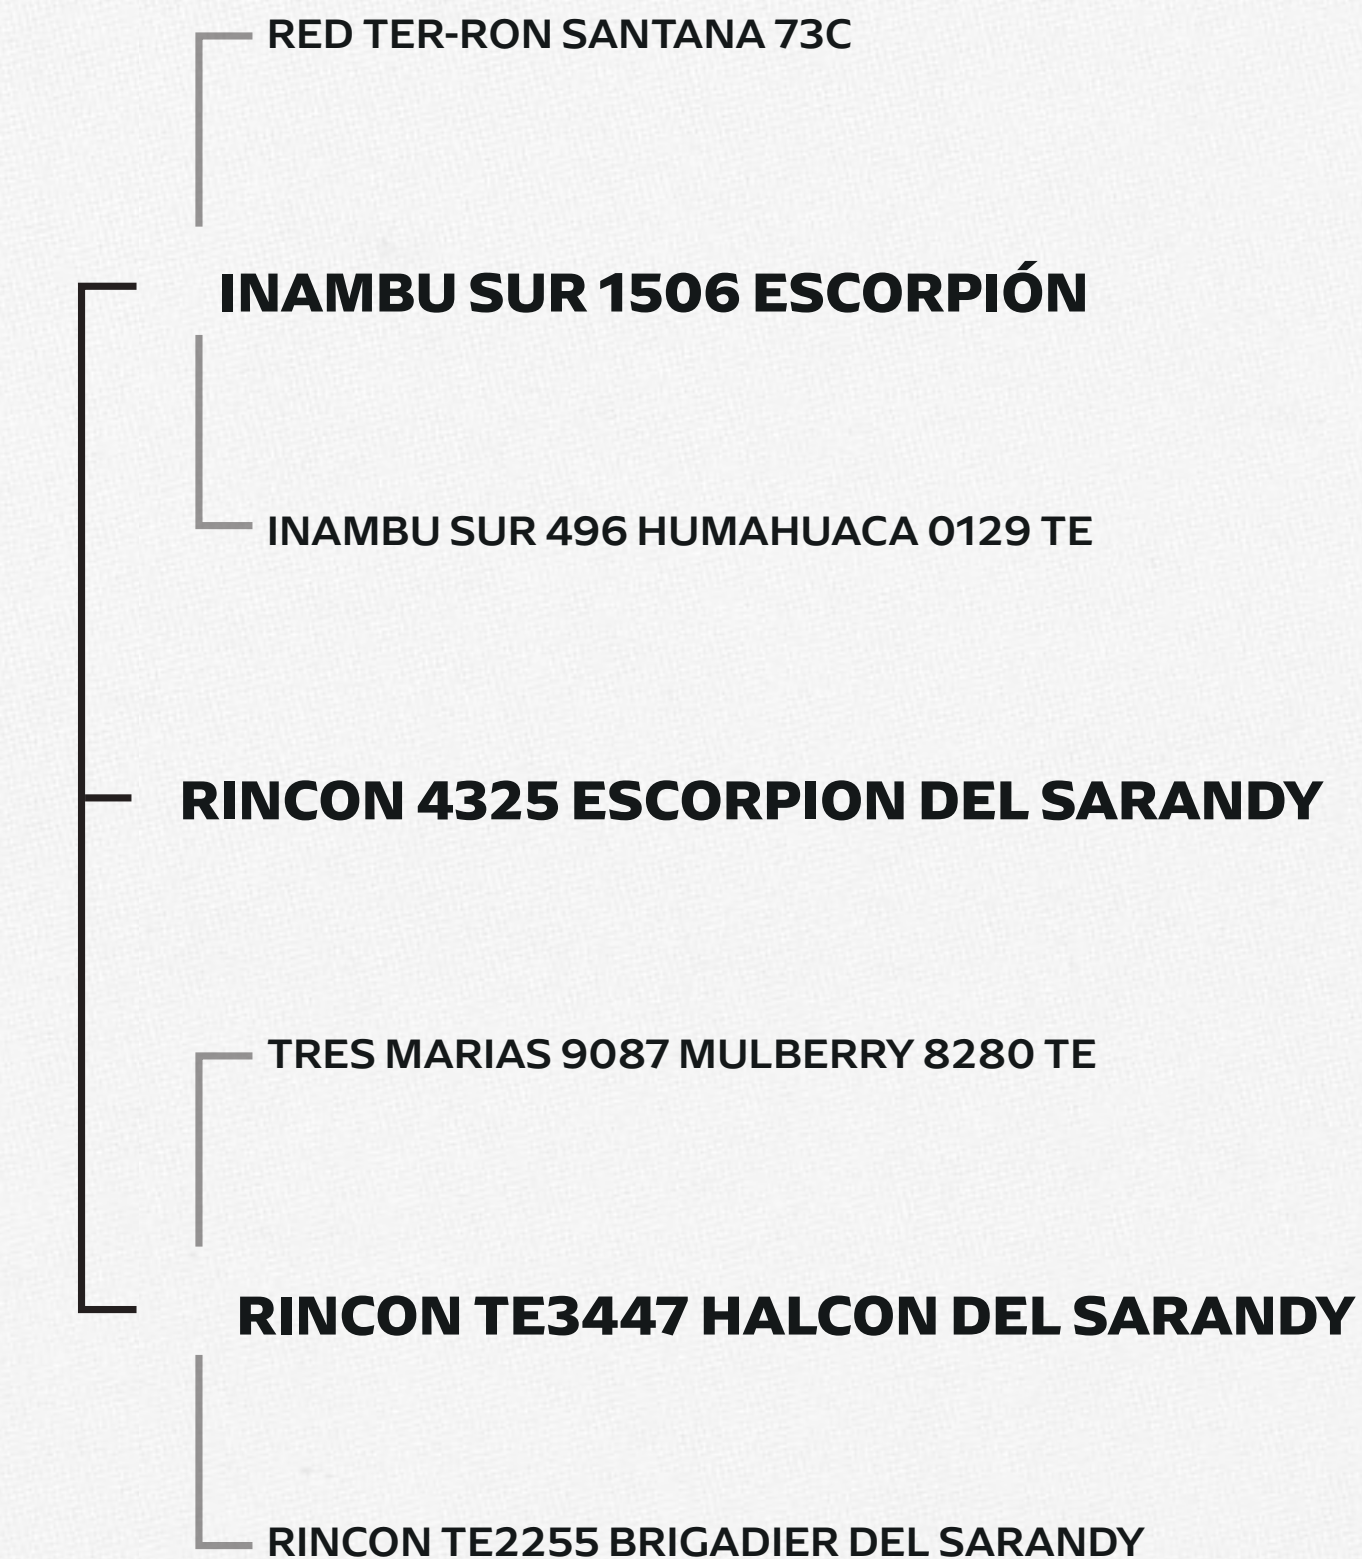 RED TER-RON SANTANA 73C
INAMBU SUR 1506 ESCORPIÓN
INAMBU SUR 496 HUMAHUACA 0129 TE
RINCON 4325 ESCORPION DEL SARANDY
TRES MARIAS 9087 MULBERRY 8280 TE
RINCON TE3447 HALCON DEL SARANDY
RINCON TE2255 BRIGADIER DEL SARANDY